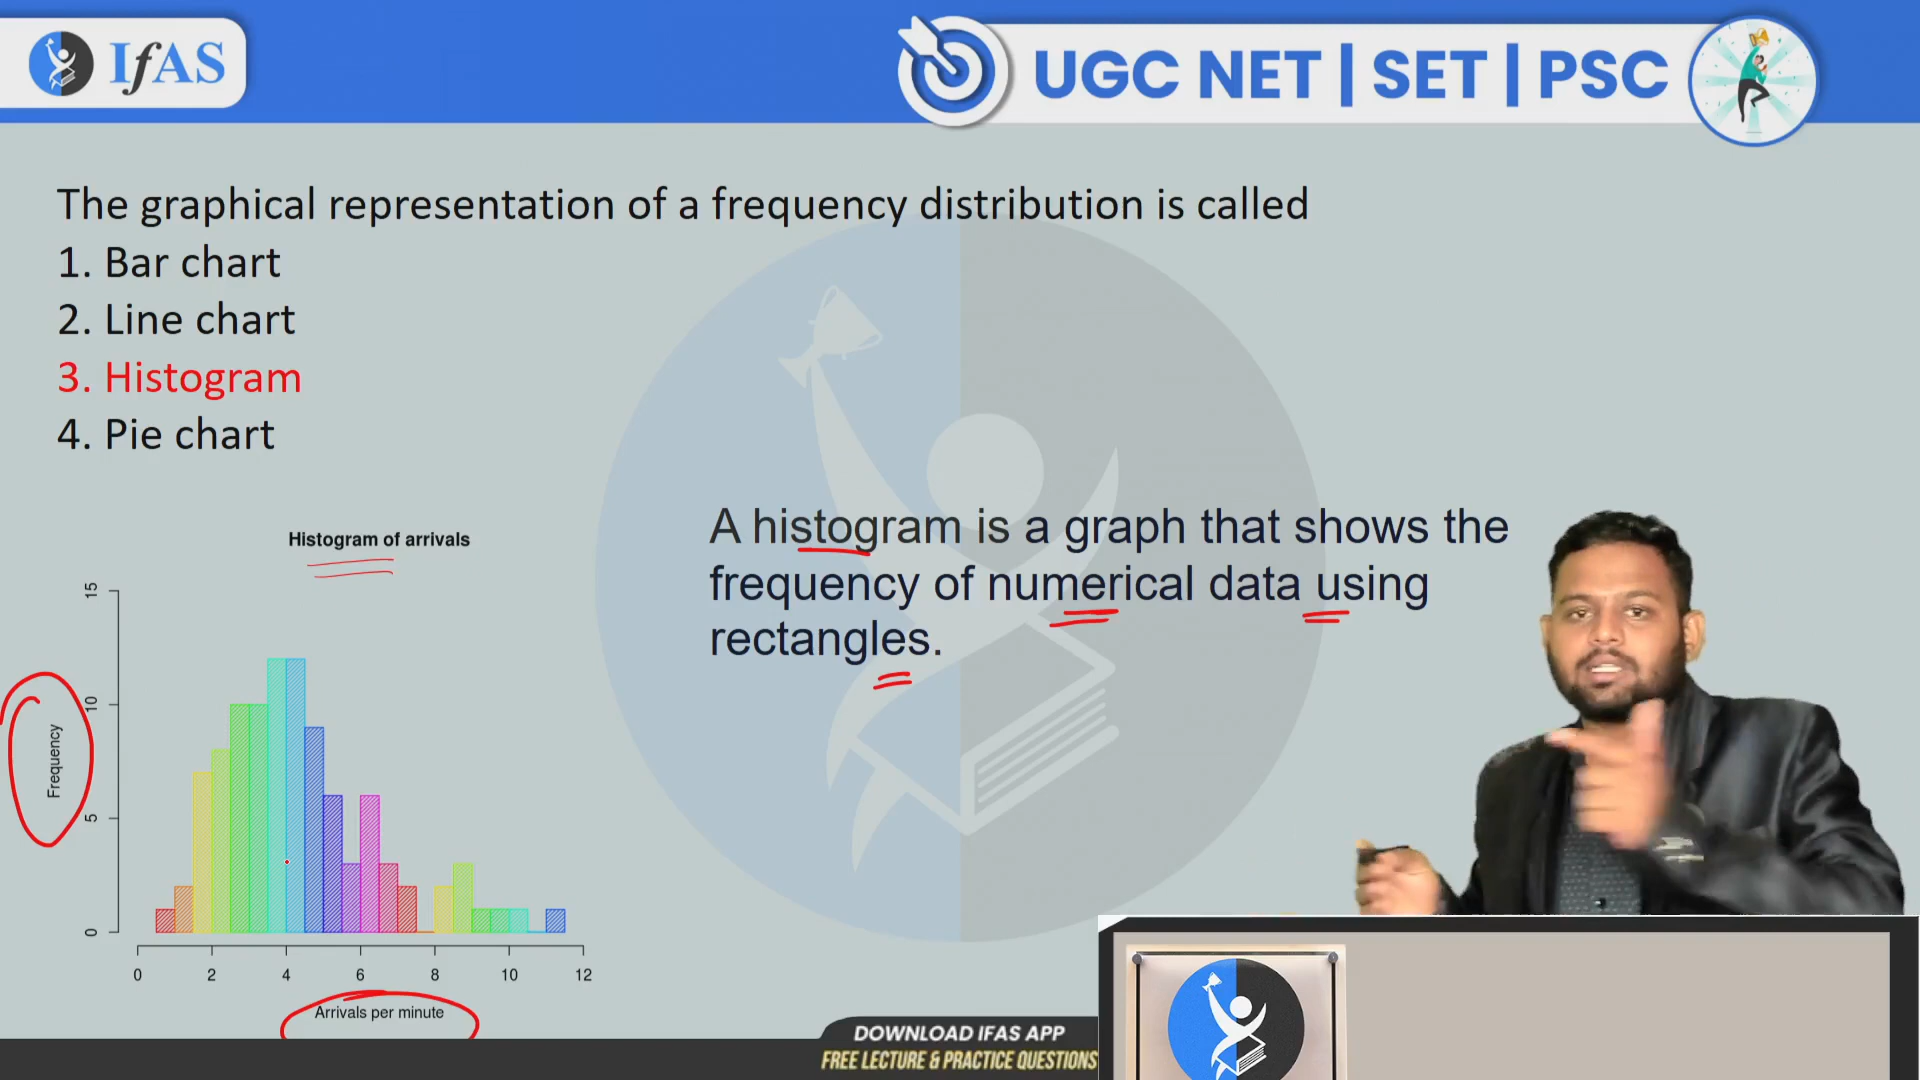 IfAS
UGC NET | SET | PSC
The graphical representation of a frequency distribution is called
1. Bar chart
2. Line chart
3. Histogram
4. Pie chart
Histogram of arrivals
A histogram is a graph that shows the
frequency of numerical data using
rectangles.
Frequency
15
10
5
0
0 2 4 6 8 10 12
Arrivals per minute
DOWNLOAD IFAS APP
FREE LECTURE & PRACTICE QUESTIONS